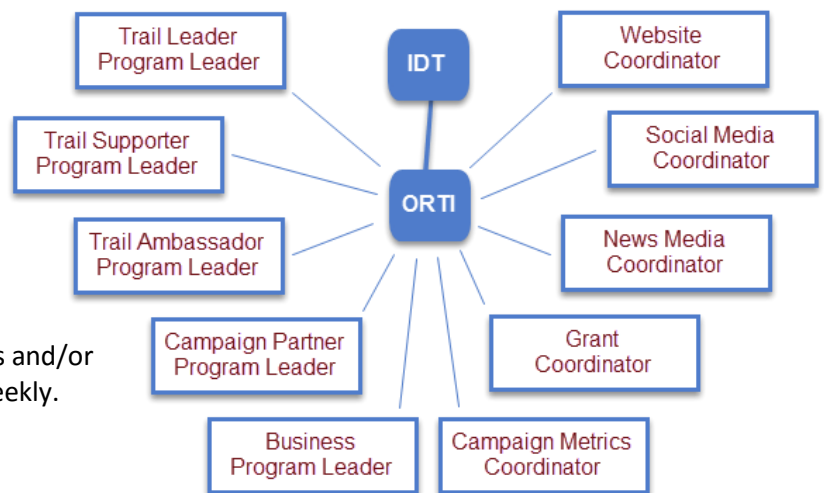 Trail Leader
Program Leader
IDT
Website
Coordinator
Trail Supporter
Program Leader
Social Media
Coordinator
ORTI
Trail Ambassador
Program Leader
News Media
Coordinator
s and/or
eekly.
Campaign Partner
Program Leader
Grant
Coordinator
Business
Program Leader
Campaign Metrics
Coordinator